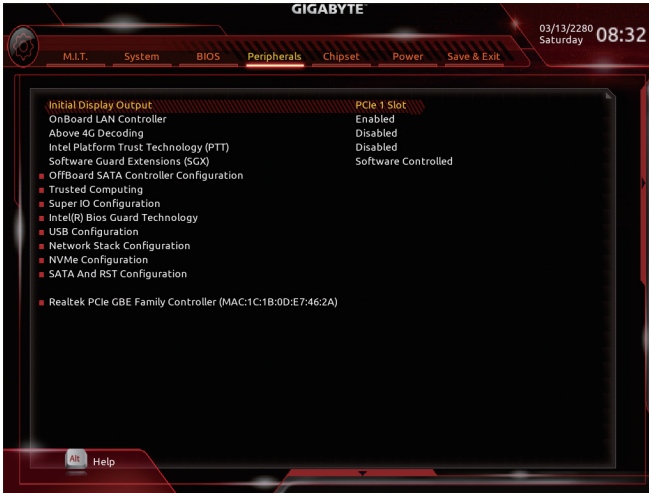 GIGABYTE™
03/13/2280
Saturday
08:32
M.I.T. System BIOS Peripherals Chipset Power Save & Exit
Initial Display Output PCIe 1 Slot
OnBoard LAN Controller Enabled
Above 4G Decoding Disabled
Intel Platform Trust Technology (PTT) Disabled
Software Guard Extensions (SGX) Software Controlled
OffBoard SATA Controller Configuration
Trusted Computing
Super IO Configuration
Intel(R) Bios Guard Technology
USB Configuration
Network Stack Configuration
NVMe Configuration
SATA And RST Configuration
Realtek PCIe GBE Family Controller (MAC:1C:1B:0D:E7:46:2A)
Alt Help